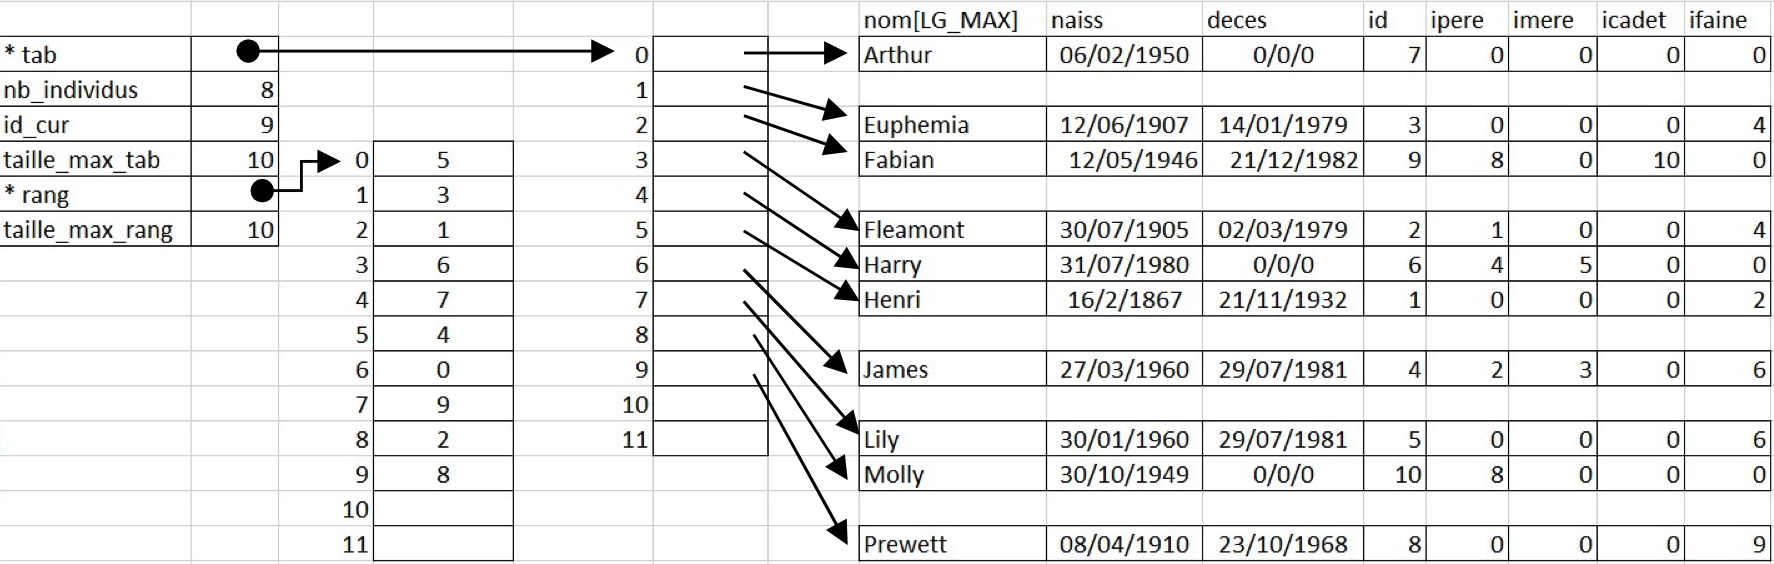 nom[LG_MAX] naiss deces id ipere imere icadet ifaine
* tab 0 Arthur 06/02/1950 0/0/0 7 0 0 0 0
nb_individus 8 1
id_cur 9 2 Euphemia 12/06/1907 14/01/1979 3 0 0 0 4
taille_max_tab 10 0 5 3 Fabian 12/05/1946 21/12/1982 9 8 0 10 0
* rang 1 3 4
taille_max_rang 10 2 1 5 Fleamont 30/07/1905 02/03/1979 2 1 0 0 4
3 6 6 Harry 31/07/1980 0/0/0 6 4 5 0 0
4 7 7 Henri 16/2/1867 21/11/1932 1 0 0 0 2
5 4 8
6 0 9 James 27/03/1960 29/07/1981 4 2 3 0 6
7 9 10
8 2 11 Lily 30/01/1960 29/07/1981 5 0 0 0 6
9 8 Molly 30/10/1949 0/0/0 10 8 0 0 0
10
11 Prewett 08/04/1910 23/10/1968 8 0 0 0 9